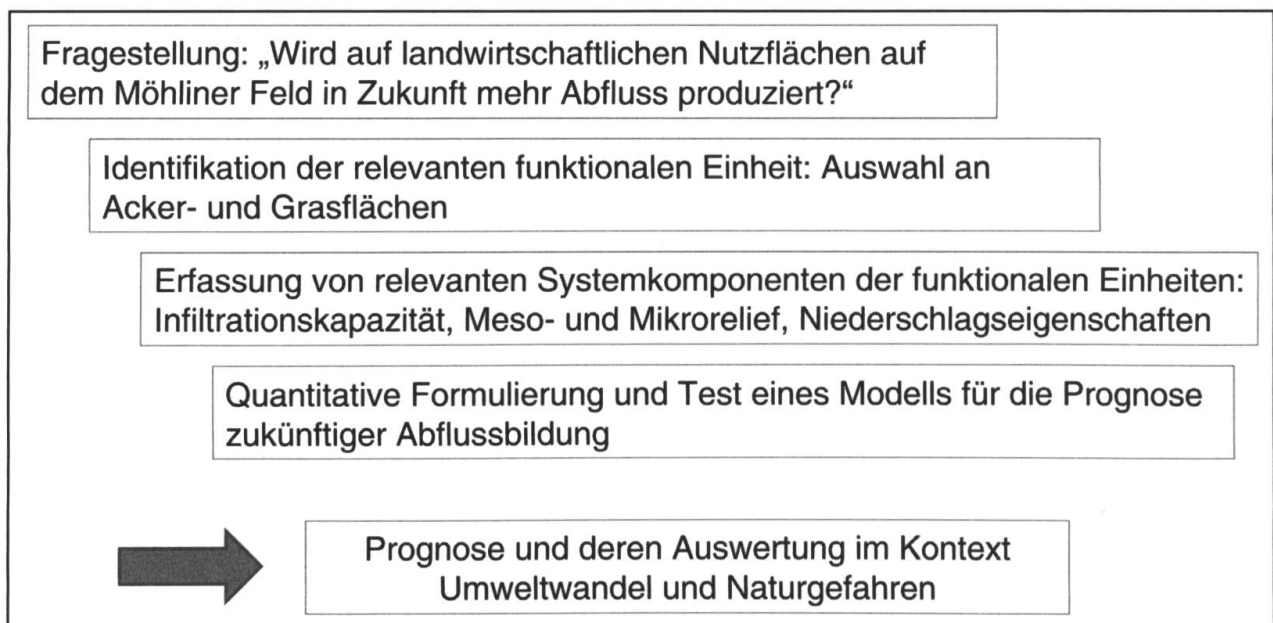 Fragestellung: „Wird auf landwirtschaftlichen Nutzflächen auf
dem Möhliner Feld in Zukunft mehr Abfluss produziert?“
Identifikation der relevanten funktionalen Einheit: Auswahl an
Acker- und Grasflächen
Erfassung von relevanten Systemkomponenten der funktionalen Einheiten:
Infiltrationskapazität, Meso- und Mikrorelief, Niederschlagseigenschaften
Quantitative Formulierung und Test eines Modells für die Prognose
zukünftiger Abflussbildung
Prognose und deren Auswertung im Kontext
Umweltwandel und Naturgefahren